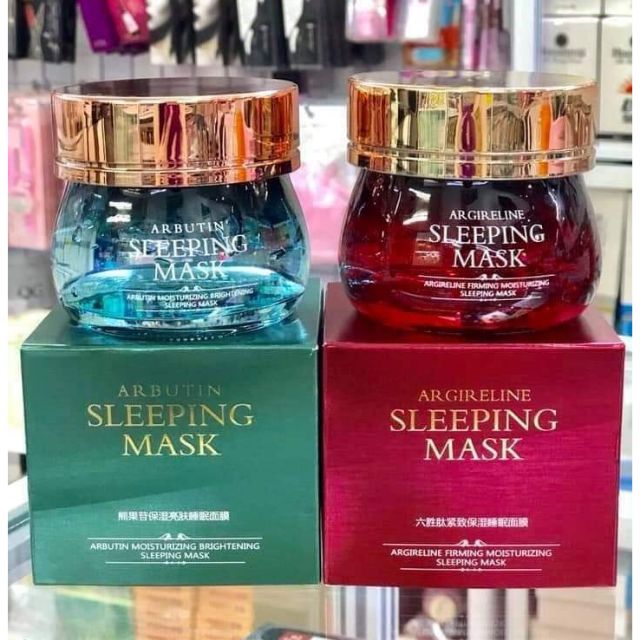 ARBUTIN
SLEEPING
MASK
ARBUTIN MOISTURIZING BRIGHTENING
SLEEPING MASK
ARGIRELINE
SLEEPING
MASK
ARGIRELINE FIRMING MOISTURIZING
SLEEPING MASK
ARBUTIN
SLEEPING
MASK
熊果苷保湿亮肤睡眠面膜
ARBUTIN MOISTURIZING BRIGHTENING
SLEEPING MASK
ARGIRELINE
SLEEPING
MASK
六胜肽紧致保湿睡眠面膜
ARGIRELINE FIRMING MOISTURIZING
SLEEPING MASK